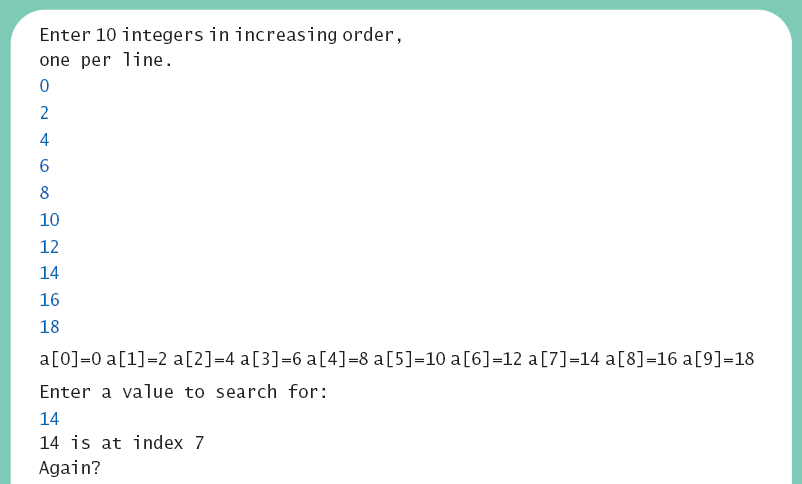 Enter 10 integers in increasing order,
one per line.
0
2
4
6
8
10
12
14
16
18
a[0]=0 a[1]=2 a[2]=4 a[3]=6 a[4]=8 a[5]=10 a[6]=12 a[7]=14 a[8]=16 a[9]=18
Enter a value to search for:
14
14 is at index 7
Again?